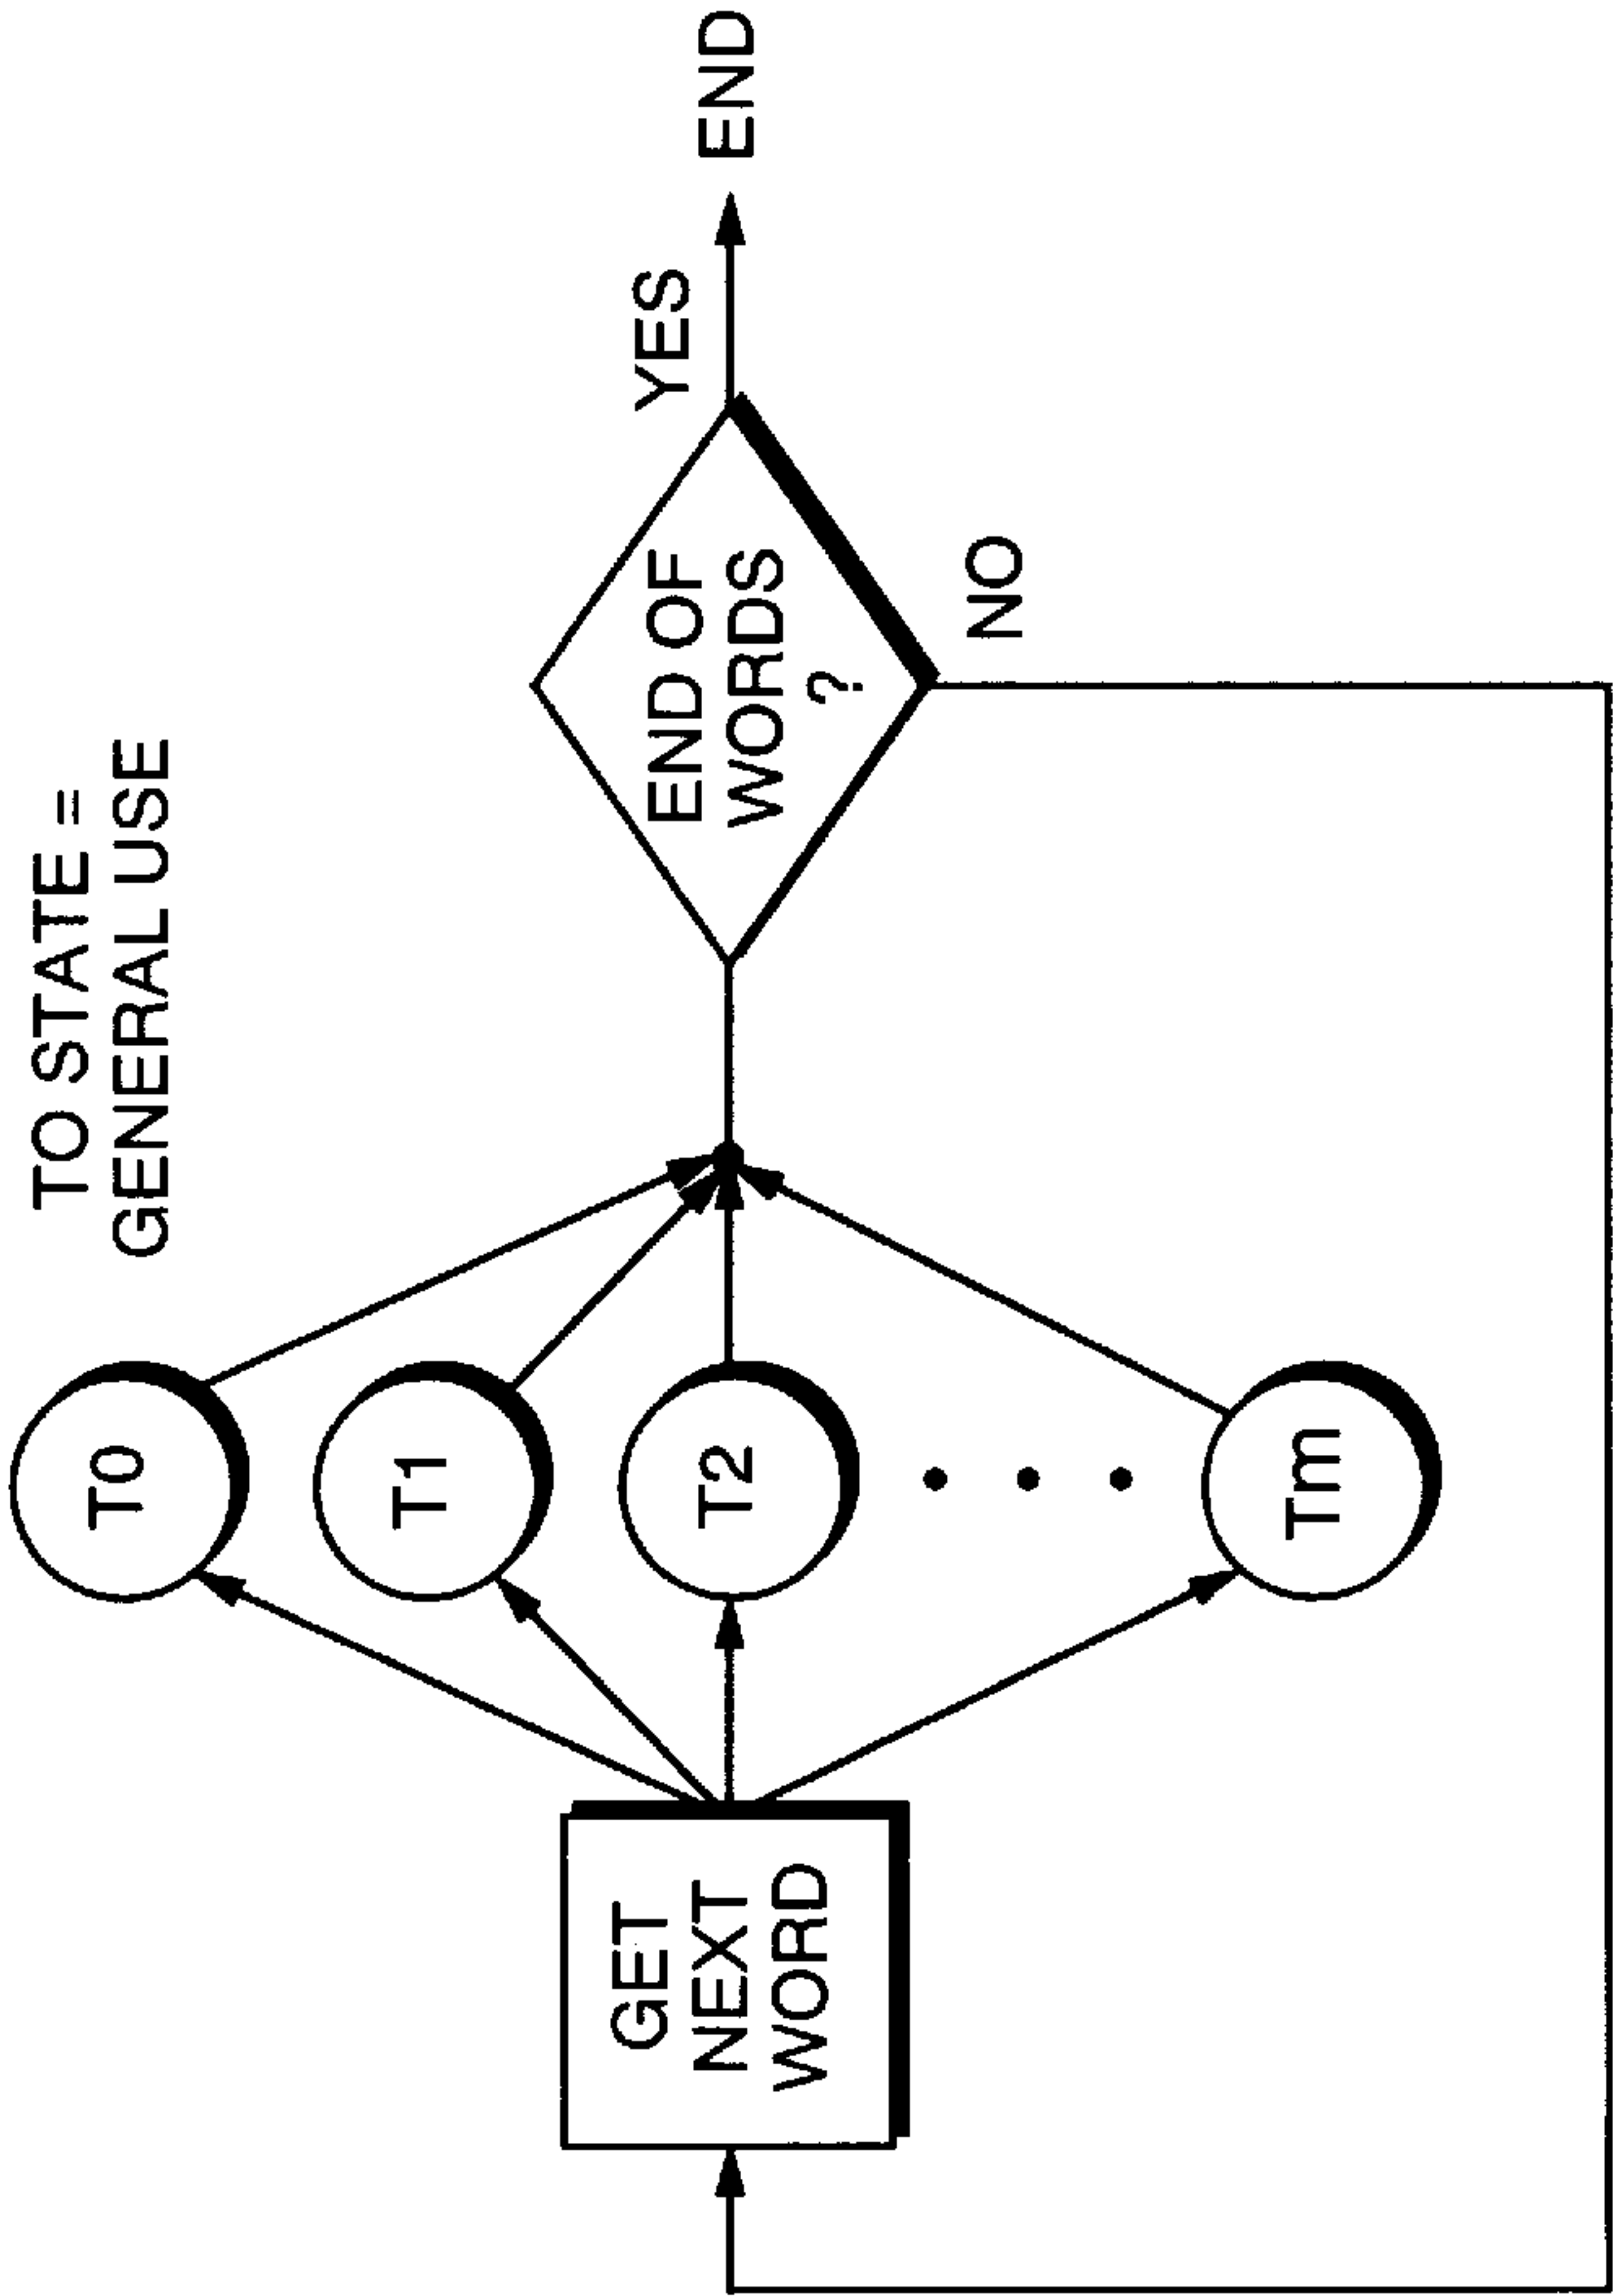 TO STATE =
GENERAL USE
T0
T1
T2
Tm
GET
NEXT
WORD
END OF
WORDS
?
YES
END
NO